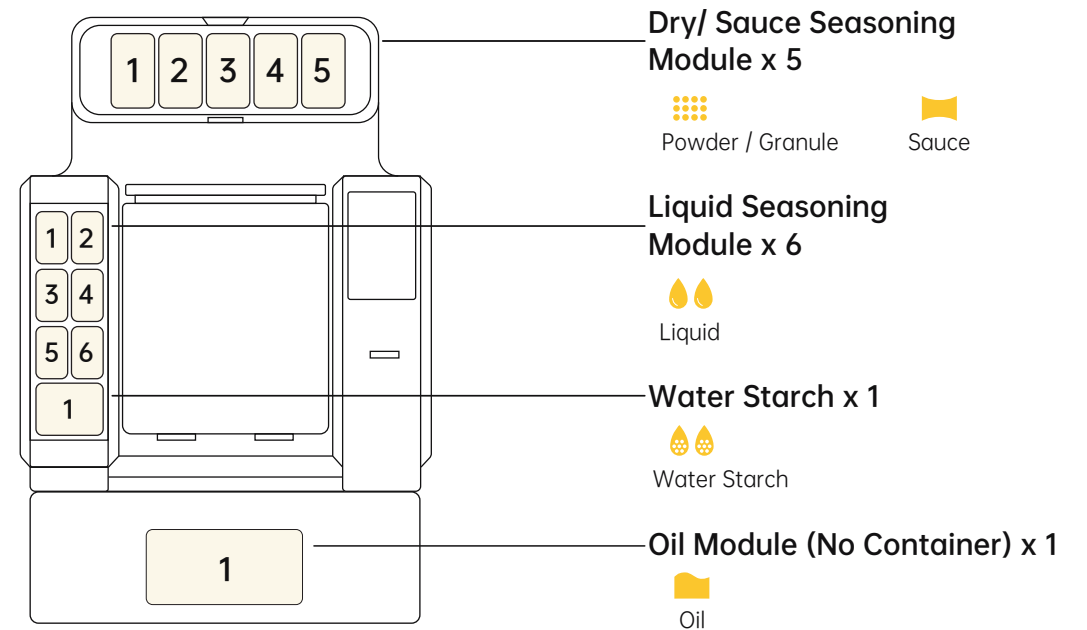 1 2 3 4 5
Dry/ Sauce Seasoning
Module x 5
Powder / Granule
Sauce
1 2
3 4
5 6
1
Liquid Seasoning
Module x 6
Liquid
Water Starch x 1
Water Starch
1
Oil Module (No Container) x 1
Oil